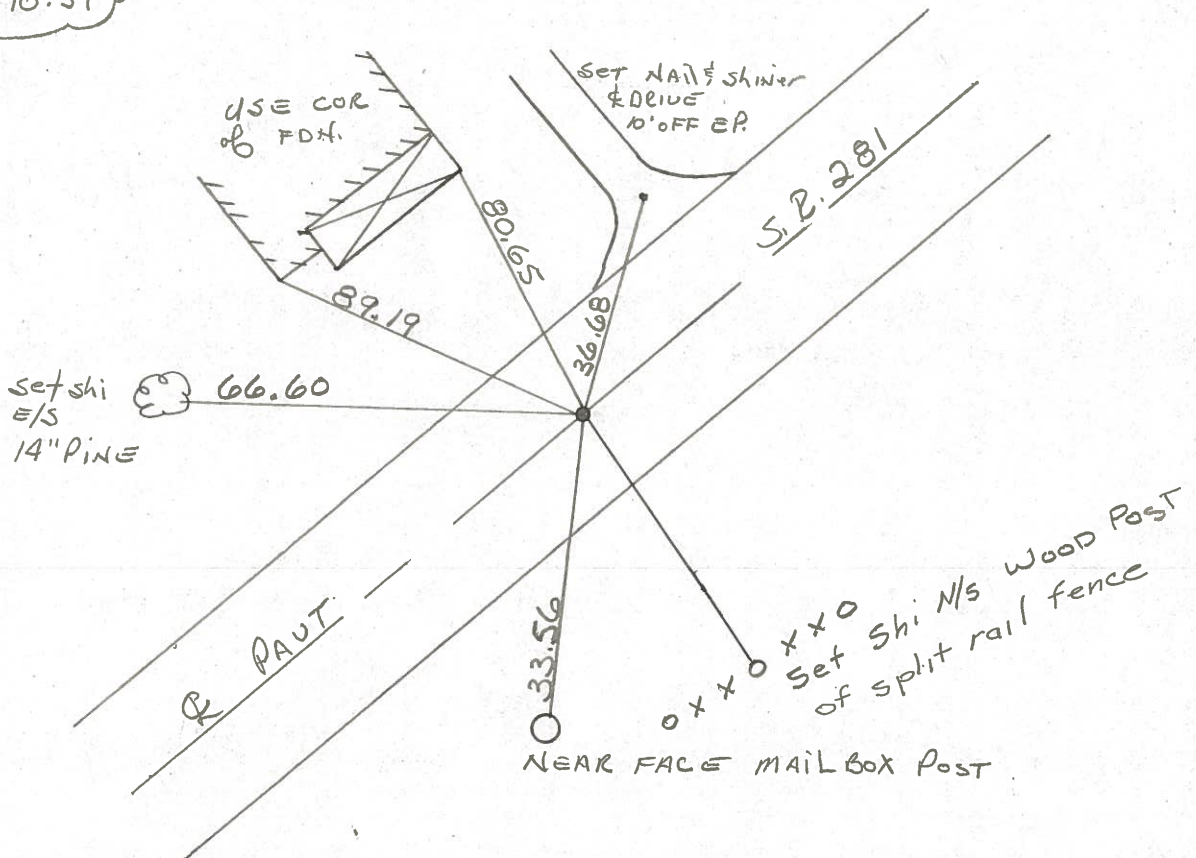 USE COR
of FDN.
SET NAIL & Shiner
℄ DRIVE
10' OFF EP.
S.R. 281
80.65
36.68
89.19
set shi
E/S
14" PINE
66.60
℄ PAVT.
33.56
Set Shi N/S WOOD POST
of split rail fence
x x o
o x x
NEAR FACE MAILBOX POST